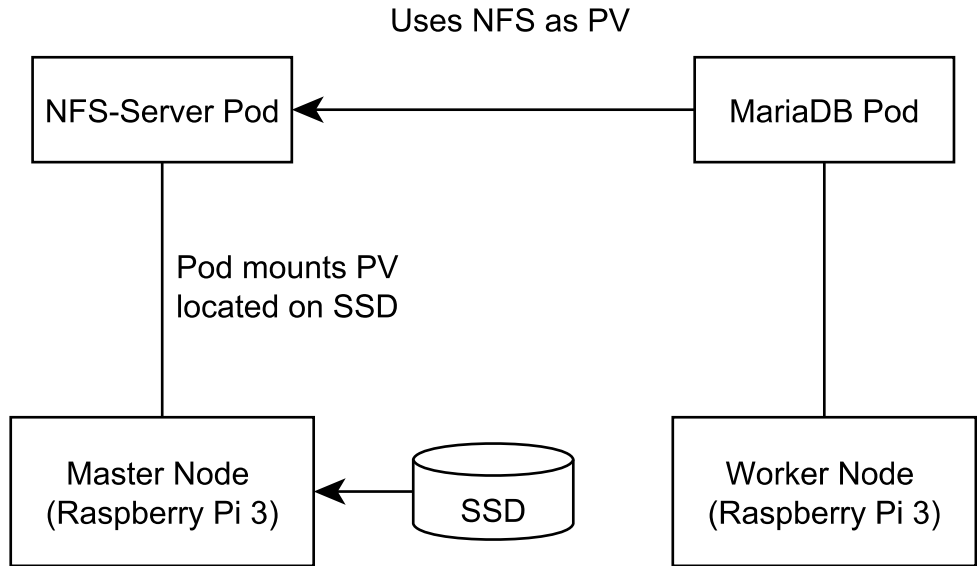 Uses NFS as PV
NFS-Server Pod
MariaDB Pod
Pod mounts PV
located on SSD
Master Node
(Raspberry Pi 3)
SSD
Worker Node
(Raspberry Pi 3)